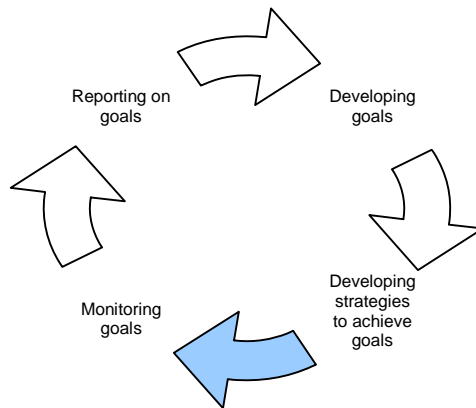 Reporting on
goals
Developing
goals
Developing
strategies
to achieve
goals
Monitoring
goals